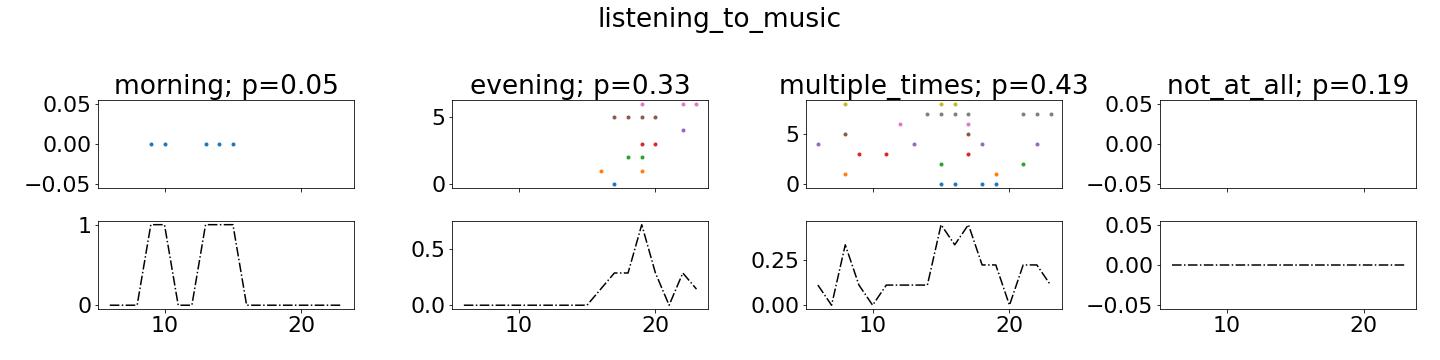 listening_to_music
morning; p=0.05 evening; p=0.33 multiple_times; p=0.43 not_at_all; p=0.19
0.05 5 5 0.05
0.00 0.00
−0.05 0 0 −0.05
1 0.5 0.25 0.05
0.00
0 0.0 0.00 −0.05
10 20 10 20 10 20 10 20